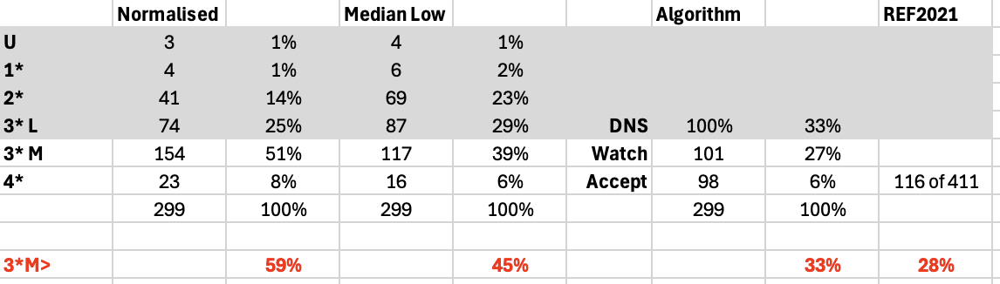 Normalised Median Low Algorithm REF2021
U 3 1% 4 1%
1* 4 1% 6 2%
2* 41 14% 69 23%
3* L 74 25% 87 29% DNS 100% 33%
3* M 154 51% 117 39% Watch 101 27%
4* 23 8% 16 6% Accept 98 6% 116 of 411
299 100% 299 100% 299 100%
3*M> 59% 45% 33% 28%